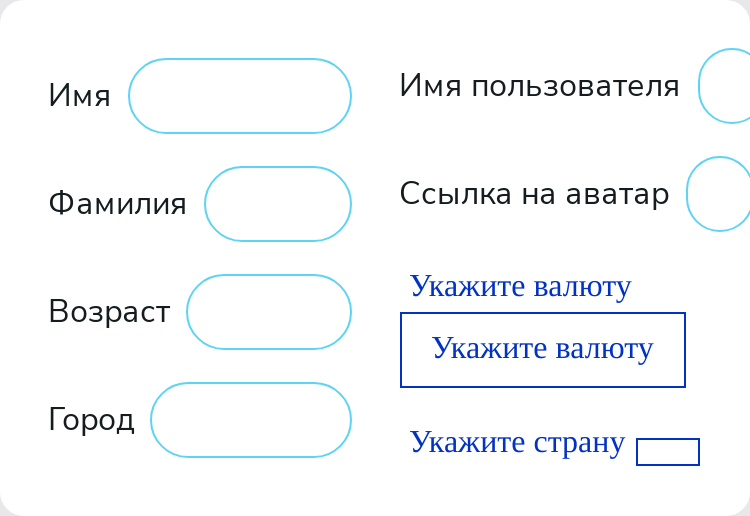 Имя
Фамилия
Возраст
Город
Имя пользователя
Ссылка на аватар
Укажите валюту
Укажите валюту
Укажите страну